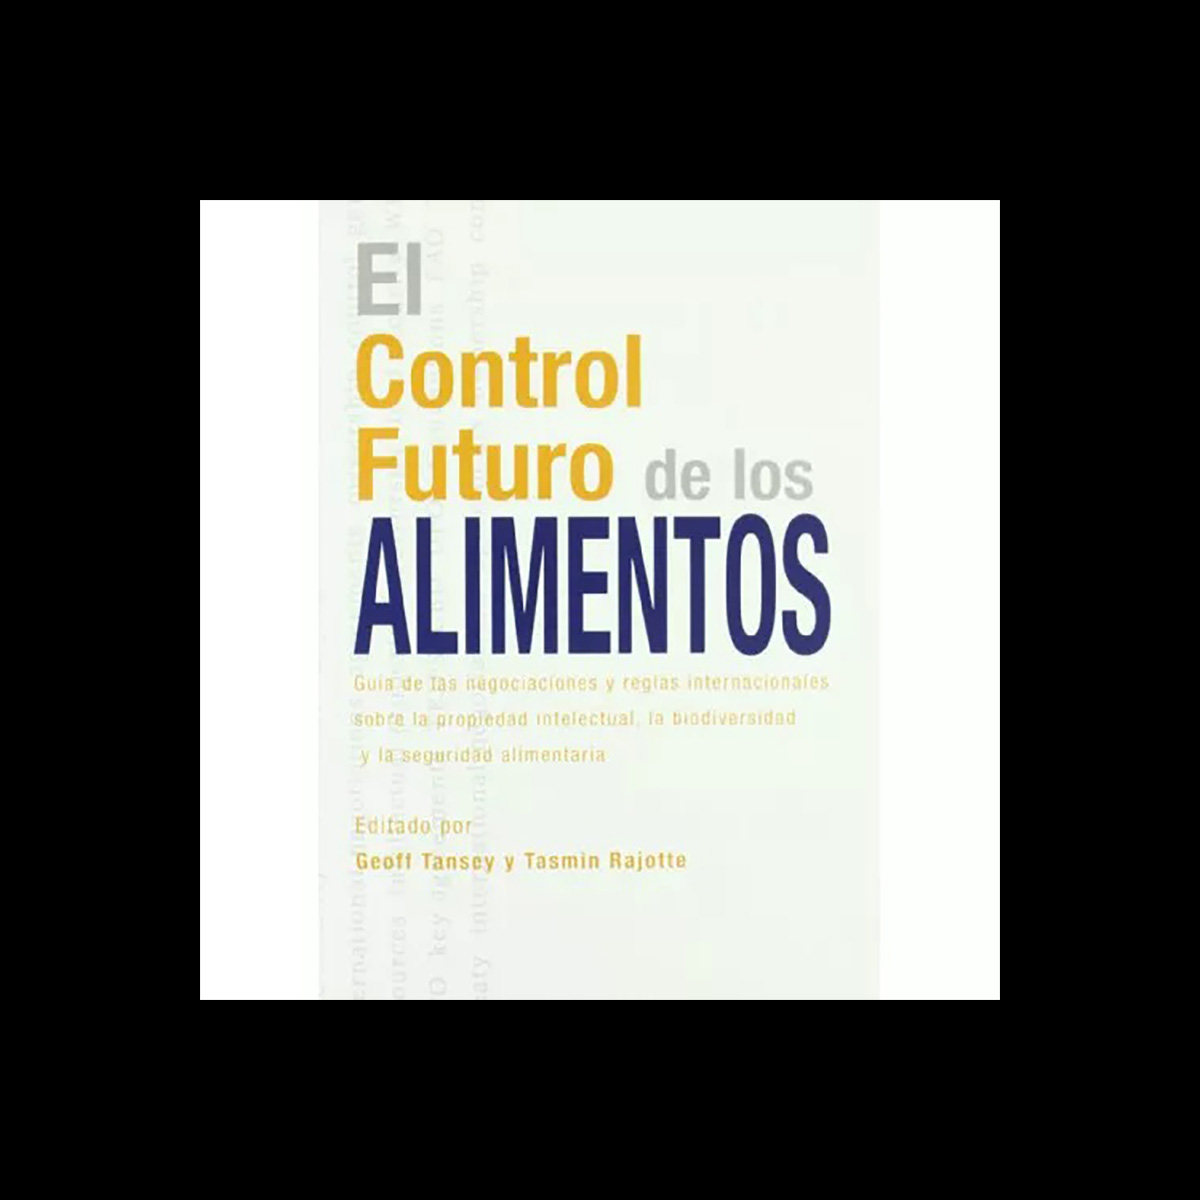 El
Control
Futuro de los
ALIMENTOS
Guía de las negociaciones y reglas internacionales
sobre la propiedad intelectual, la biodiversidad
y la seguridad alimentaria
Editado por
Geoff Tansey y Tasmin Rajotte